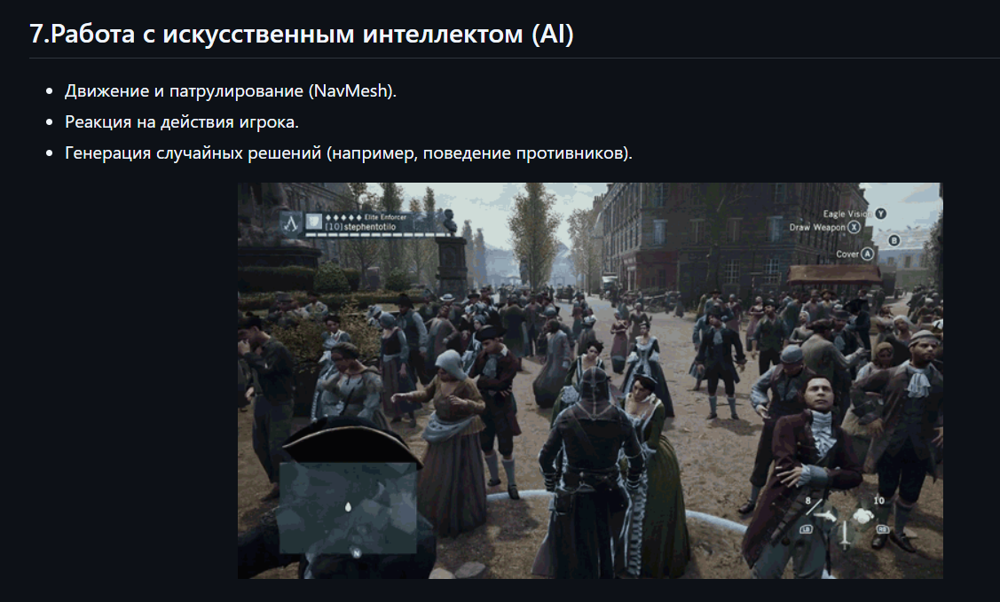 7.Работа с искусственным интеллектом (AI)
Движение и патрулирование (NavMesh).
Реакция на действия игрока.
Генерация случайных решений (например, поведение противников).
Elite Enforcer
[10] stephentotilo
Eagle Vision Y
Draw Weapon X
B
Cover A
8
10
LB
RB
N